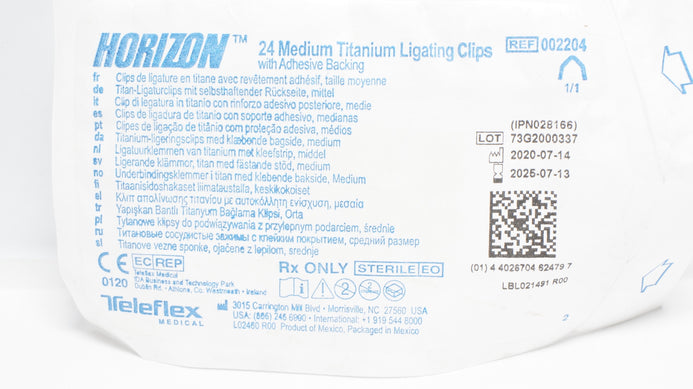 HORIZON™ 24 Medium Titanium Ligating Clips REF 002204
with Adhesive Backing
fr Clips de ligature en titane avec revêtement adhésif, taille moyenne
de Titan-Ligaturclips mit selbsthaftender Rückseite, mittel
it Clip di legatura in titanio con rinforzo adesivo posteriore, medie
es Clips de ligadura de titanio con soporte adhesivo, medianas
pt Clipes de ligação de titânio com proteção adesiva, médios
da Titanium-ligeringsclips med klæbende bagside, medium
nl Ligatuurklemmen van titanium met kleefstrip, middel
sv Ligerande klämmor, titan med fästande stöd, medium
no Underbindingsklemmer i titan med klebende bakside, Medium
fi Titaanisidoshakaset liimataustalla, keskikokoiset
el Κλιπ απολίνωσης τιτανίου με αυτοκόλλητη ενίσχυση, μεσαία
tr Yapışkan Bantlı Titanyum Bağlama Klipsi, Orta
pl Tytanowe klipsy do podwiązywania z przylepnym podarciem, średnie
ru Титановые сосудистые зажимы с клейким покрытием, средний размер
sl Titanove vezne sponke, ojačene z lepilom, srednje
1/1
(IPN028166)
LOT 73G2000337
2020-07-14
2025-07-13
(01) 4 4026704 62479 7
LBL021491 R00
CE 0120
EC REP
Teleflex Medical
IDA Business and Technology Park
Dublin Rd. · Athlone, Co. Westmeath · Ireland
Rx ONLY STERILE EO
Teleflex
MEDICAL
3015 Carrington Mill Blvd · Morrisville, NC 27560 USA
USA: (866) 246 6990 · International: +1 919 544 8000
L02460 R00 Product of Mexico, Packaged in Mexico
2